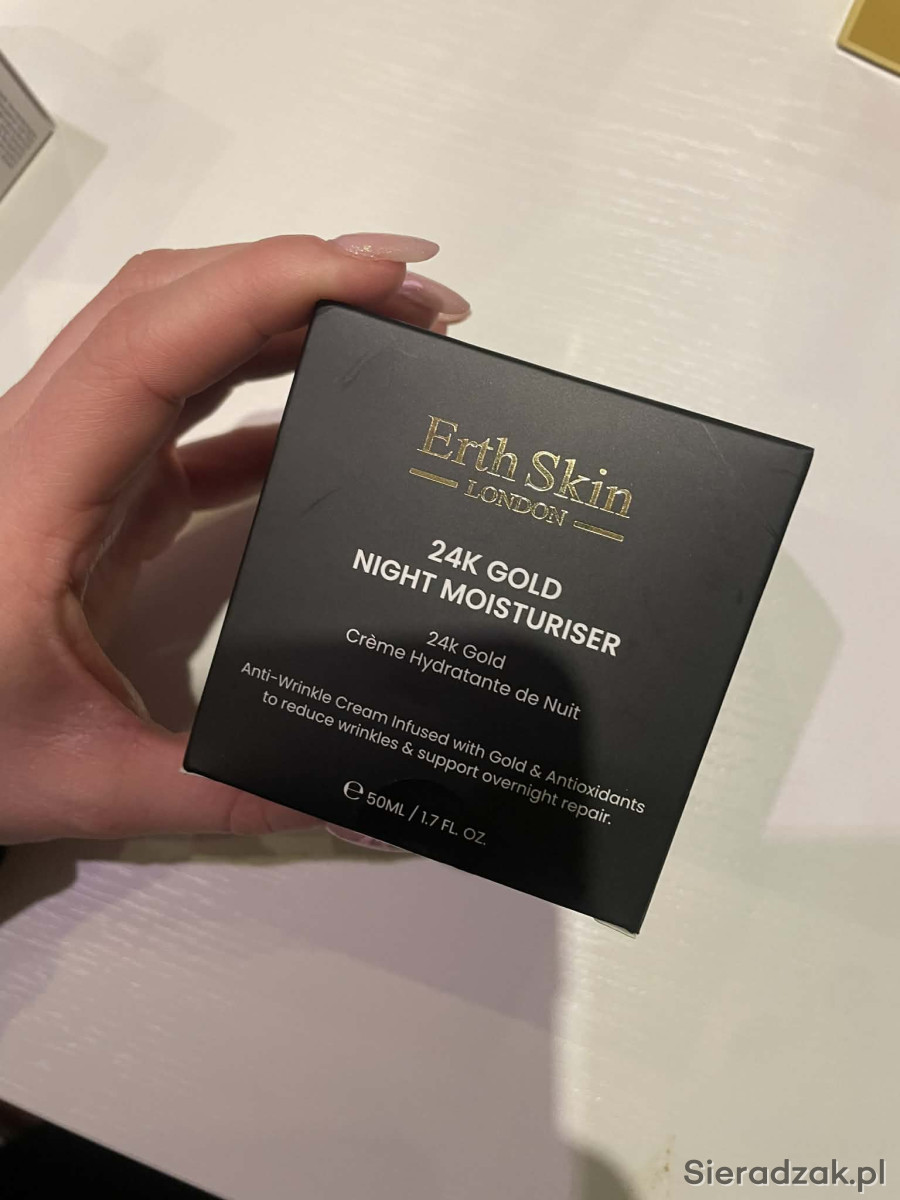 Erth Skin
LONDON
24K GOLD
NIGHT MOISTURISER
24k Gold
Crème Hydratante de Nuit
Anti-Wrinkle Cream Infused with Gold & Antioxidants
to reduce wrinkles & support overnight repair.
℮ 50ML / 1.7 FL. OZ.
Sieradzak.pl